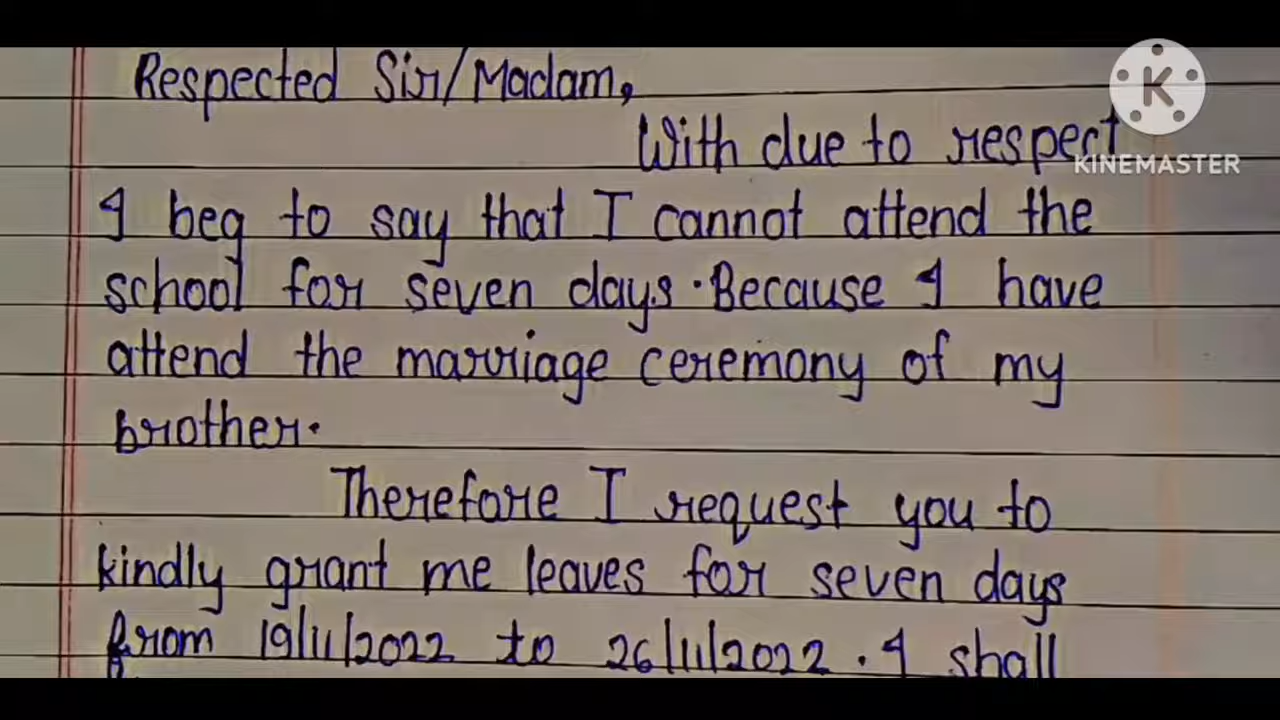 Respected Sir/Madam,
With due to respect
I beg to say that I cannot attend the
school for seven days. Because I have
attend the marriage ceremony of my
brother.
Therefore I request you to
kindly grant me leaves for seven days
from 19/11/2022 to 26/11/2022. I shall
K
KINEMASTER